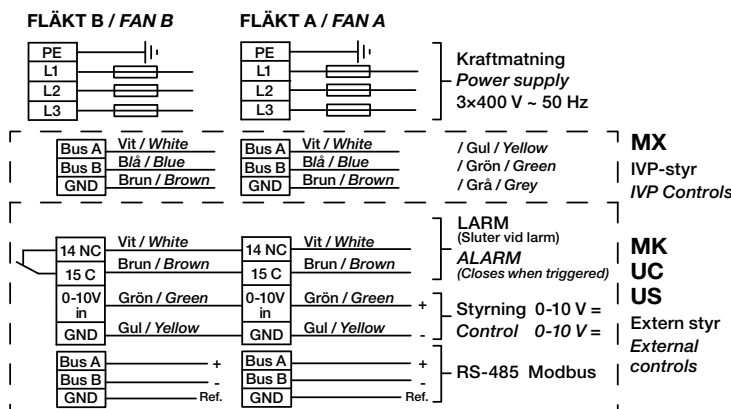 FLÄKT B / FAN B
FLÄKT A / FAN A
PE
L1
L2
L3
PE
L1
L2
L3
Kraftmatning
Power supply
3×400 V ~ 50 Hz
Bus A Vit / White
Bus B Blå / Blue
GND Brun / Brown
Bus A Vit / White
Bus B Blå / Blue
GND Brun / Brown
/ Gul / Yellow
/ Grön / Green
/ Grå / Grey
MX
IVP-styr
IVP Controls
14 NC Vit / White
15 C Brun / Brown
0-10V in Grön / Green
GND Gul / Yellow
14 NC Vit / White
15 C Brun / Brown
0-10V in Grön / Green +
GND Gul / Yellow -
LARM
(Sluter vid larm)
ALARM
(Closes when triggered)
Styrning 0-10 V =
Control 0-10 V =
Bus A +
Bus B -
GND Ref.
Bus A +
Bus B -
GND Ref.
RS-485 Modbus
MK
UC
US
Extern styr
External
controls